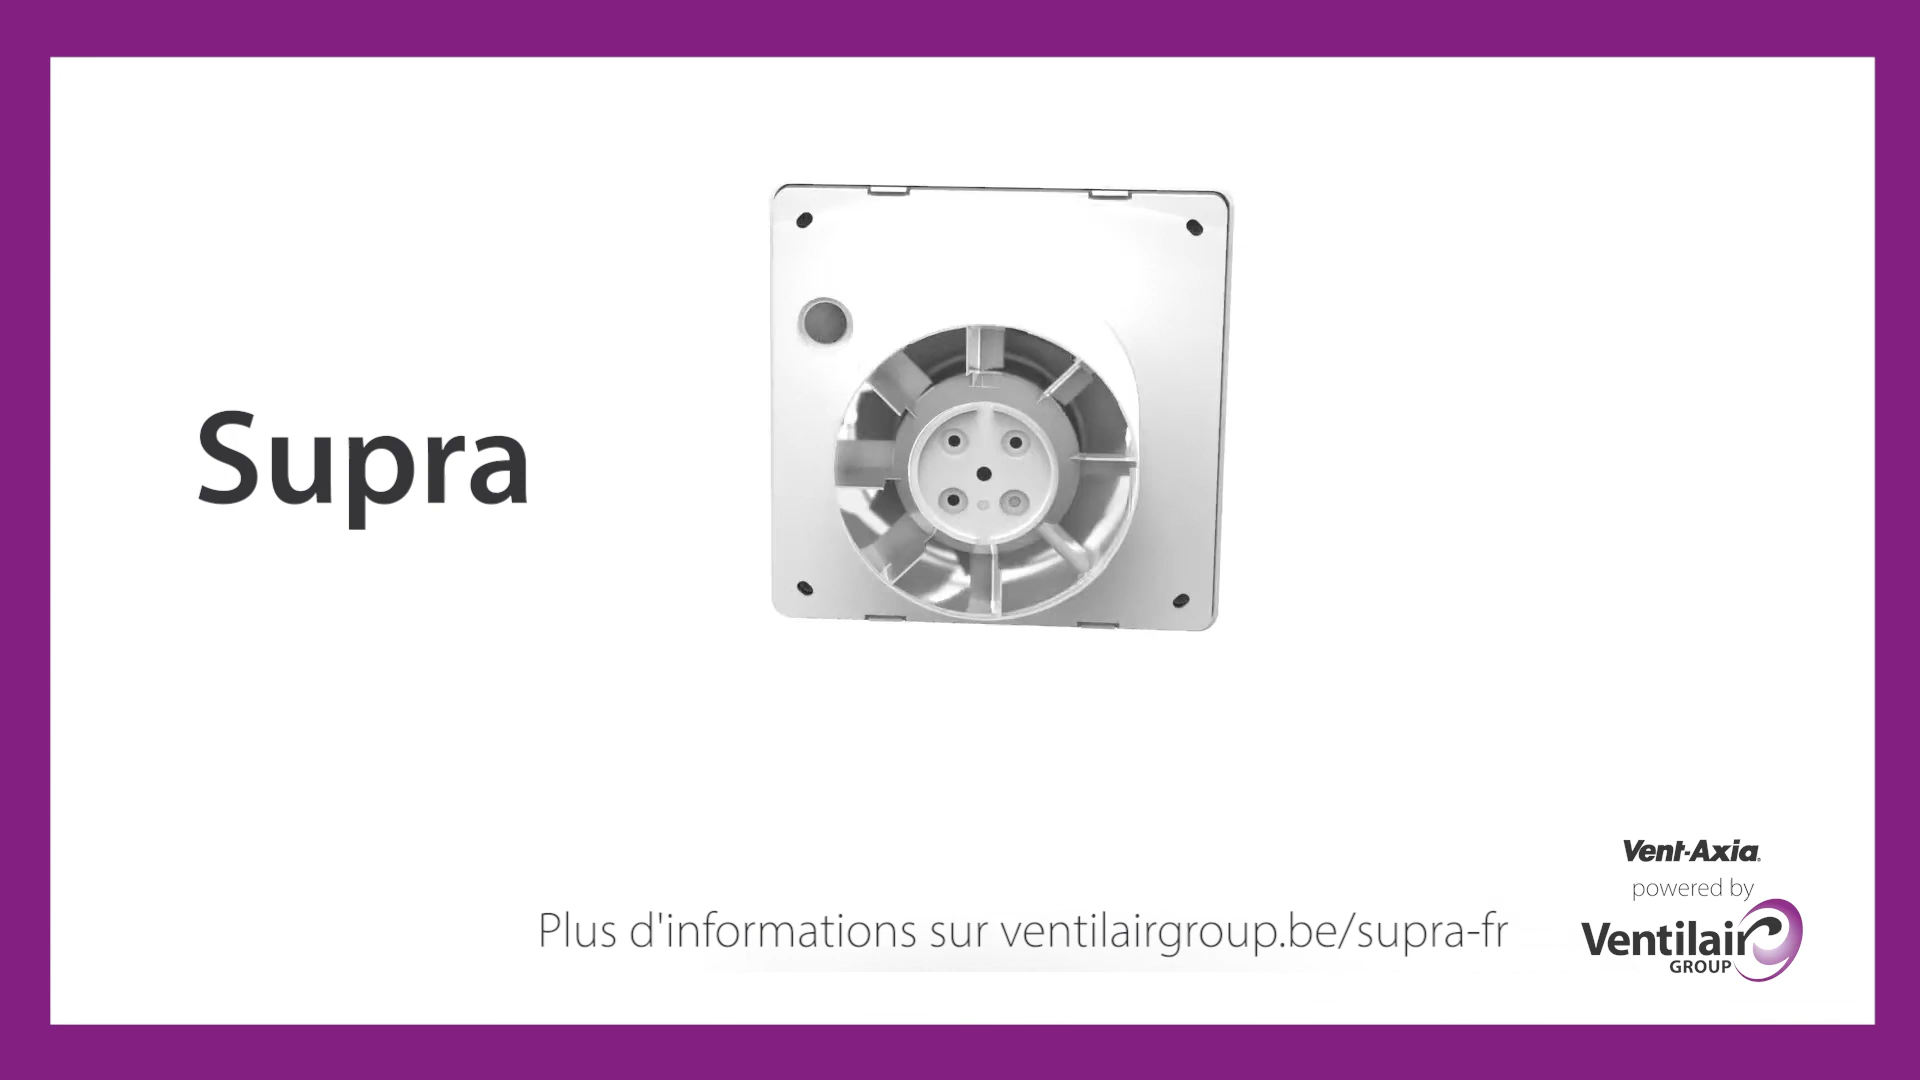 Supra
Vent-Axia
powered by
Ventilair
GROUP
Plus d'informations sur ventilairgroup.be/supra-fr